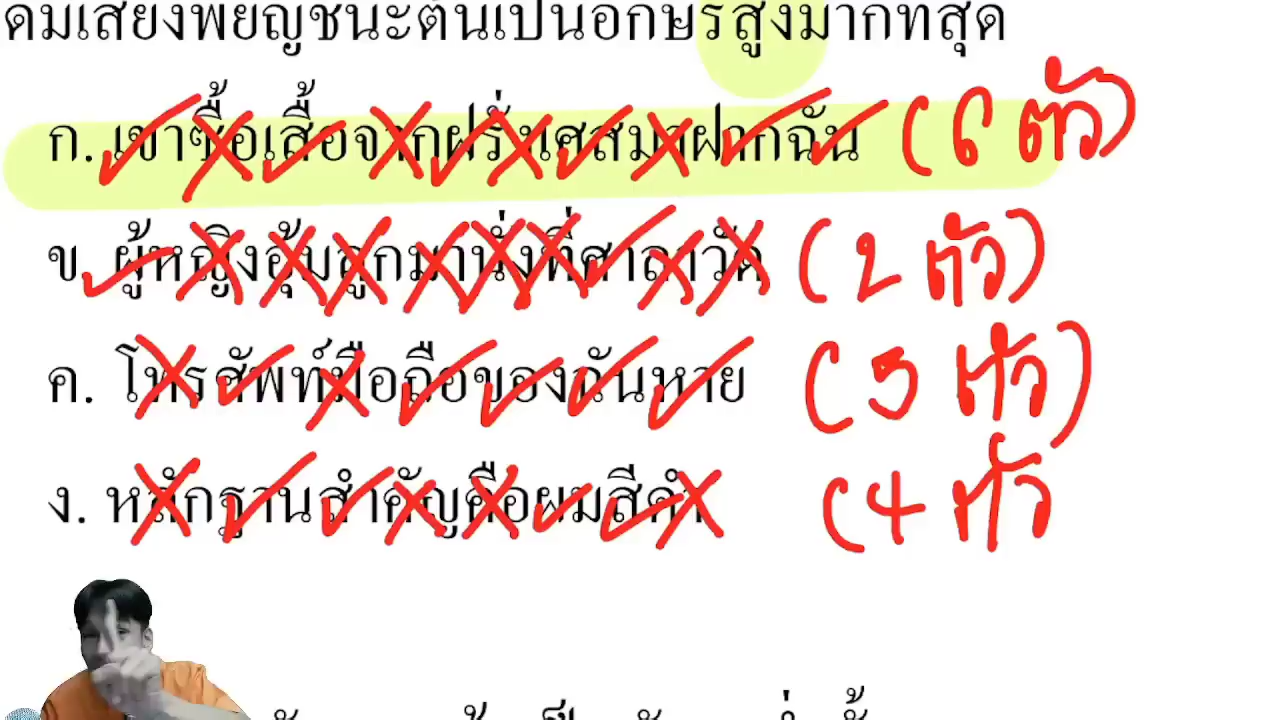 ใดมีเสียงพยัญชนะต้นเป็นอักษรสูงมากที่สุด
ก. เขาซื้อเสื้อจากฝรั่งเศสมาฝากฉัน (6 ตัว)
ข. ผู้หญิงอุ้มลูกมานั่งที่ศาลาวัด (2 ตัว)
ค. โทรศัพท์มือถือของฉันหาย (5 ตัว)
ง. หลักฐานสำคัญคือผมสีดำ (4 ตัว